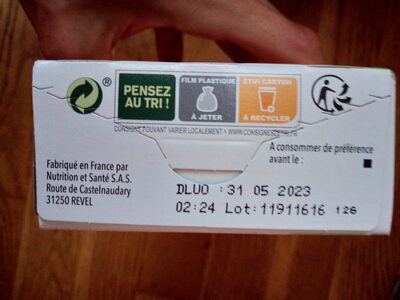 ®
PENSEZ
AU TRI !
FILM PLASTIQUE
À JETER
ÉTUI CARTON
À RECYCLER
CONSIGNE POUVANT VARIER LOCALEMENT > WWW.CONSIGNESDETRI.FR
A consommer de préférence
avant le :
Fabriqué en France par
Nutrition et Santé S.A.S.
Route de Castelnaudary
31250 REVEL
DLUO :31 05 2023
02:24 Lot:11911616 126